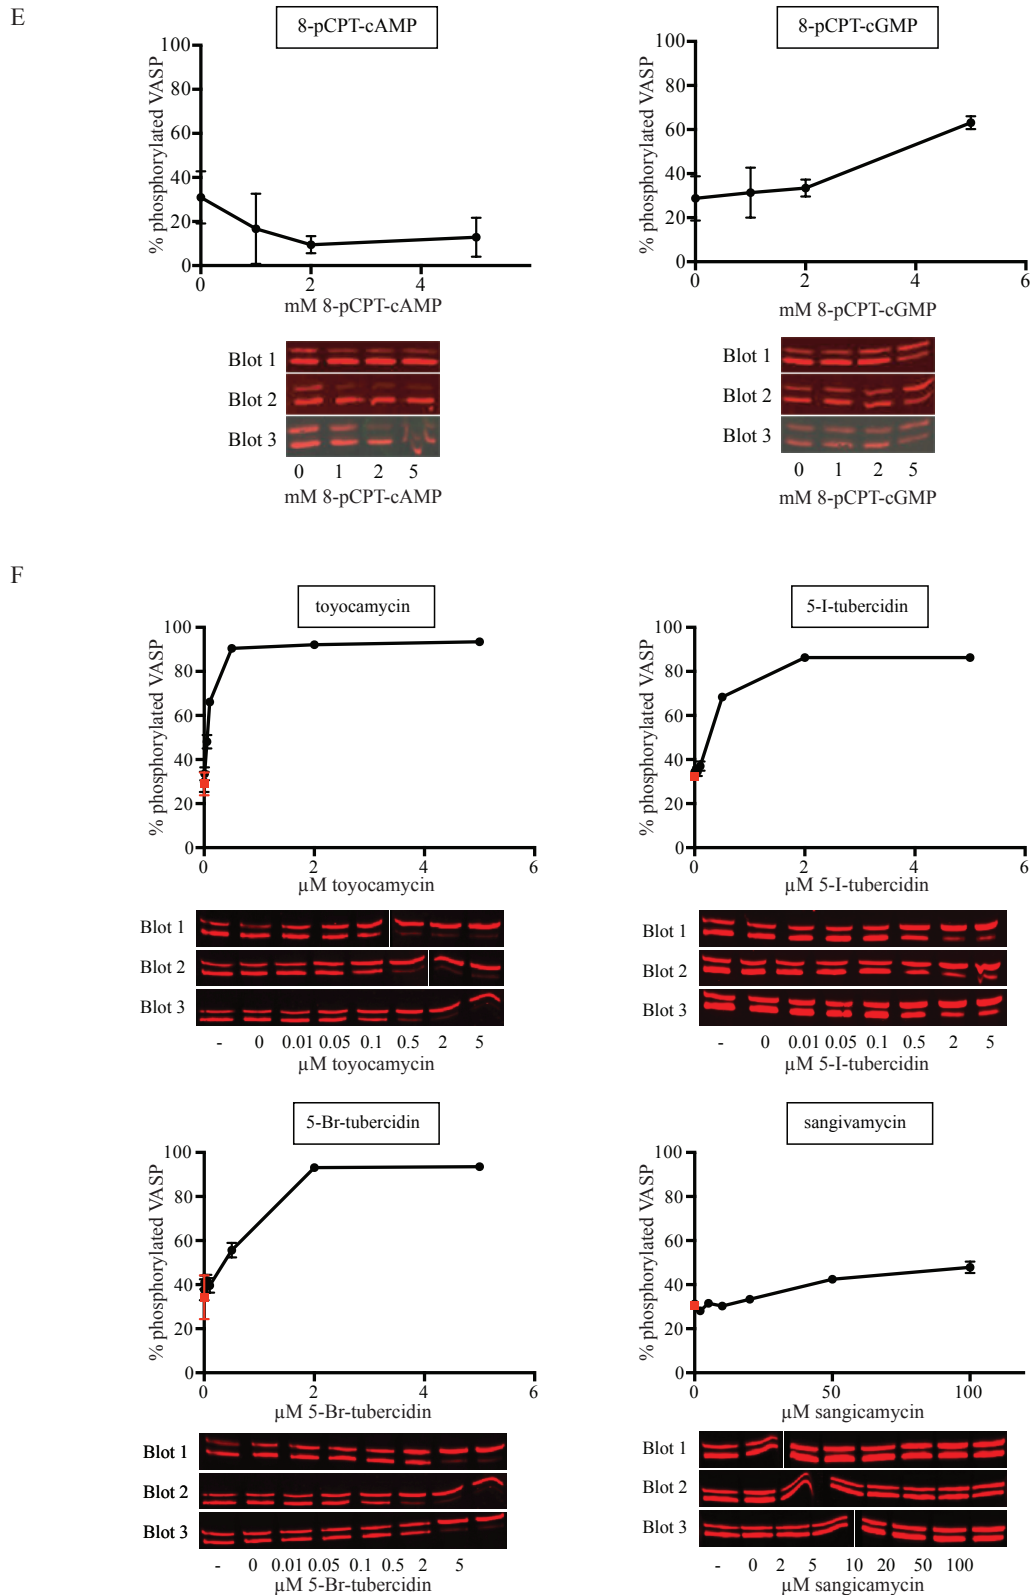 E
8-pCPT-cAMP
% phosphorylated VASP
100
80
60
40
20
0
0 2 4
mM 8-pCPT-cAMP
Blot 1
Blot 2
Blot 3
0 1 2 5
mM 8-pCPT-cAMP
8-pCPT-cGMP
% phosphorylated VASP
100
80
60
40
20
0
0 2 4 6
mM 8-pCPT-cGMP
Blot 1
Blot 2
Blot 3
0 1 2 5
mM 8-pCPT-cGMP
F
toyocamycin
% phosphorylated VASP
100
80
60
40
20
0
0 2 4 6
µM toyocamycin
Blot 1
Blot 2
Blot 3
- 0 0.01 0.05 0.1 0.5 2 5
µM toyocamycin
5-I-tubercidin
% phosphorylated VASP
100
80
60
40
20
0
0 2 4 6
µM 5-I-tubercidin
Blot 1
Blot 2
Blot 3
- 0 0.01 0.05 0.1 0.5 2 5
µM 5-I-tubercidin
5-Br-tubercidin
% phosphorylated VASP
100
80
60
40
20
0
0 2 4 6
µM 5-Br-tubercidin
Blot 1
Blot 2
Blot 3
- 0 0.01 0.05 0.1 0.5 2 5
µM 5-Br-tubercidin
sangivamycin
% phosphorylated VASP
100
80
60
40
20
0
0 50 100
µM sangicamycin
Blot 1
Blot 2
Blot 3
- 0 2 5 10 20 50 100
µM sangicamycin